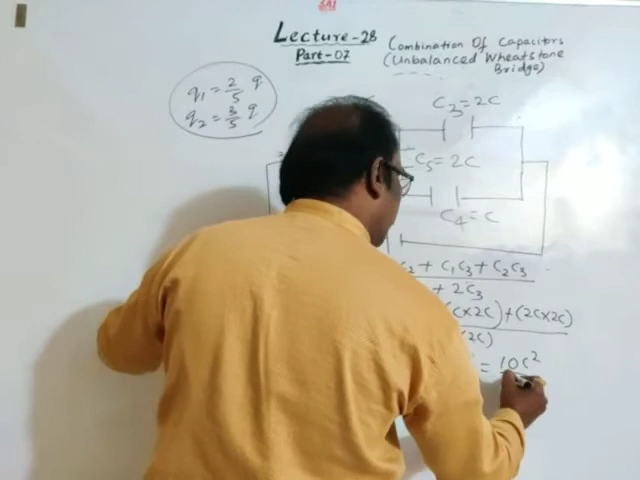 SAI
Lecture-28
Part-07
Combination Of Capacitors
(Unbalanced Wheatstone
Bridge)
q₁ = 2/5 q
q₂ = 3/5 q
C₃=2C
C₅=2C
C₄=C
C₂ + C₁C₃ + C₂C₃
+ 2C₃
(C×2C)+(2C×2C)
2C)
= 10C²